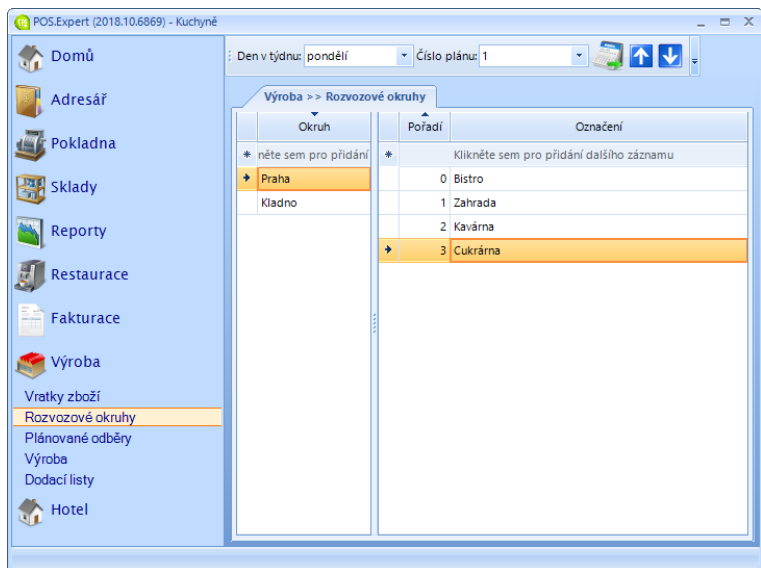 POS.Expert (2018.10.6869) - Kuchyně
Domů
Adresář
Pokladna
Sklady
Reporty
Restaurace
Fakturace
Výroba
Vratky zboží
Rozvozové okruhy
Plánované odběry
Výroba
Dodací listy
Hotel
Den v týdnu: pondělí Číslo plánu: 1
Výroba >> Rozvozové okruhy
Okruh
něte sem pro přidání
Praha
Kladno
Pořadí Označení
Klikněte sem pro přidání dalšího záznamu
0 Bistro
1 Zahrada
2 Kavárna
3 Cukrárna